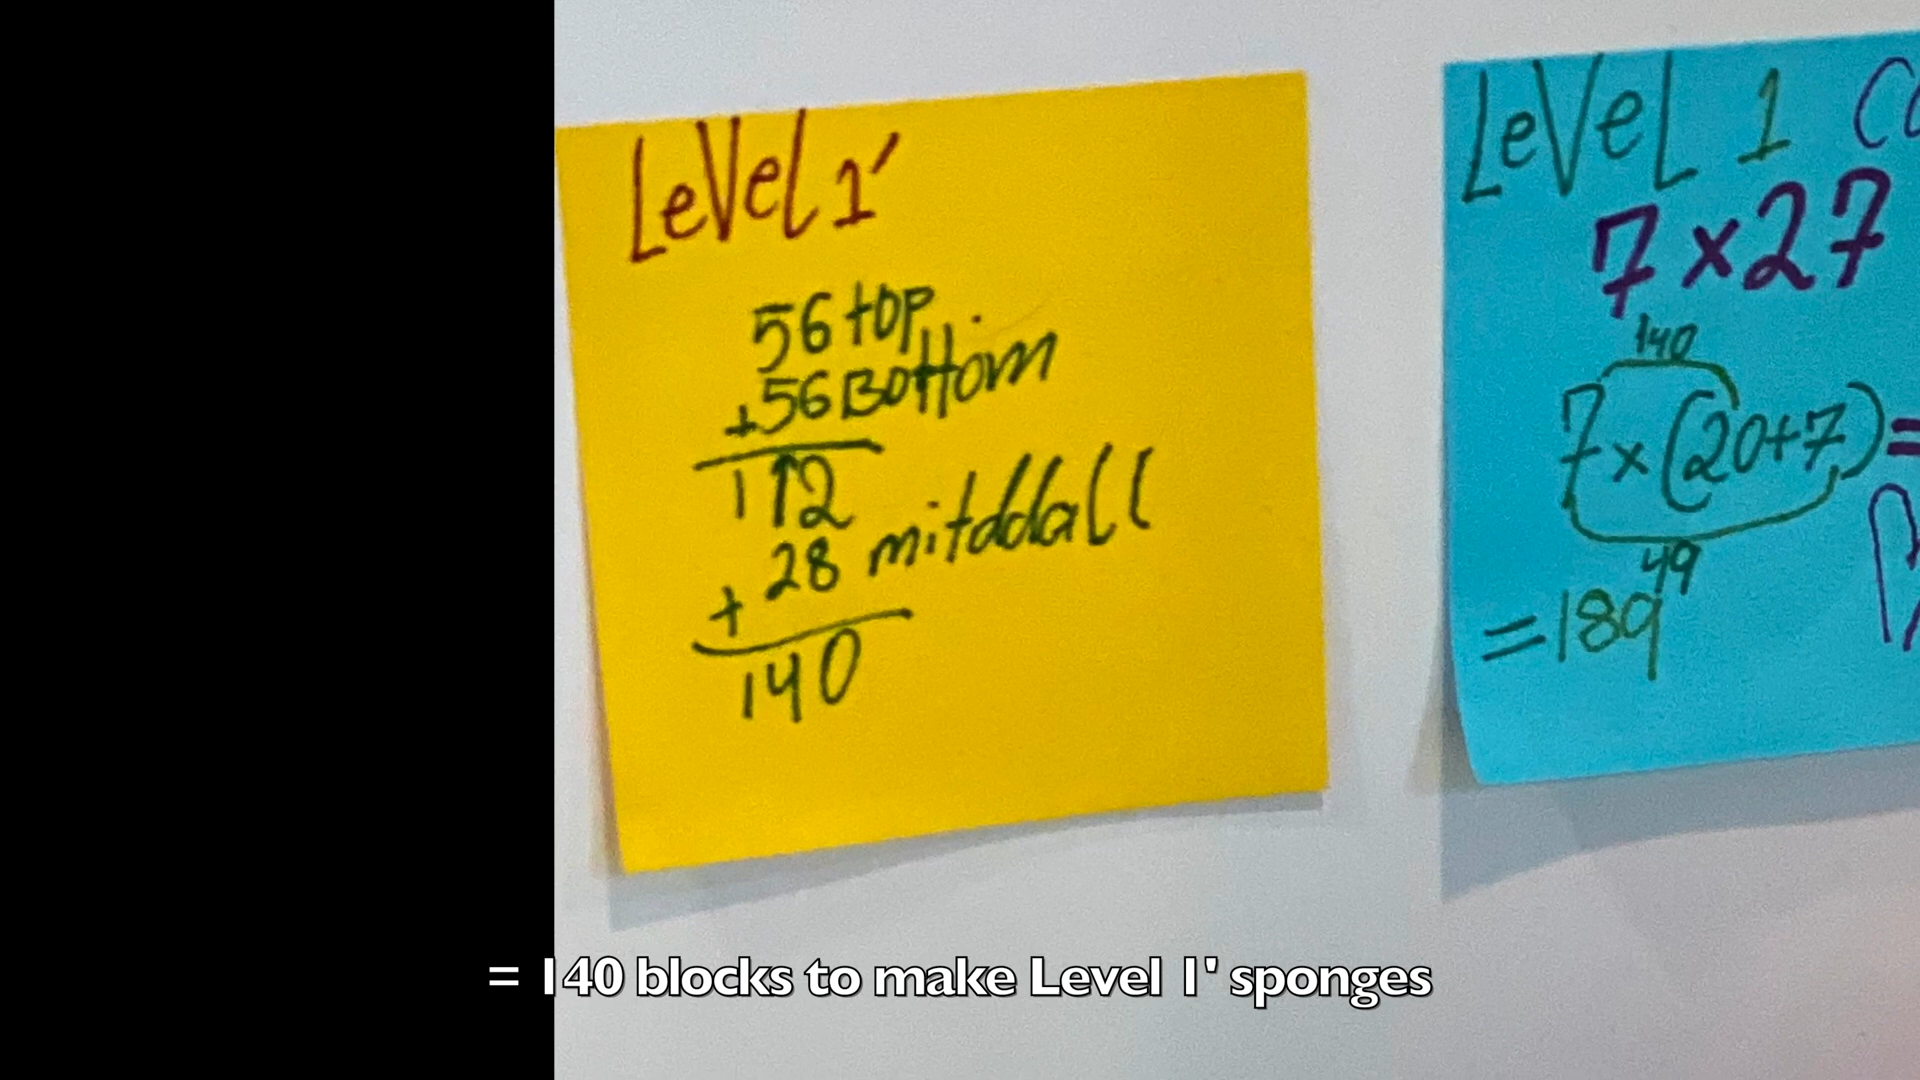 LeVeL 1'
56 top
+56 Bottom
112
28 mitddall
+
140
LeVeL 1
7 x 27
140
7 x (20+7) =
49
= 189
= 140 blocks to make Level 1' sponges